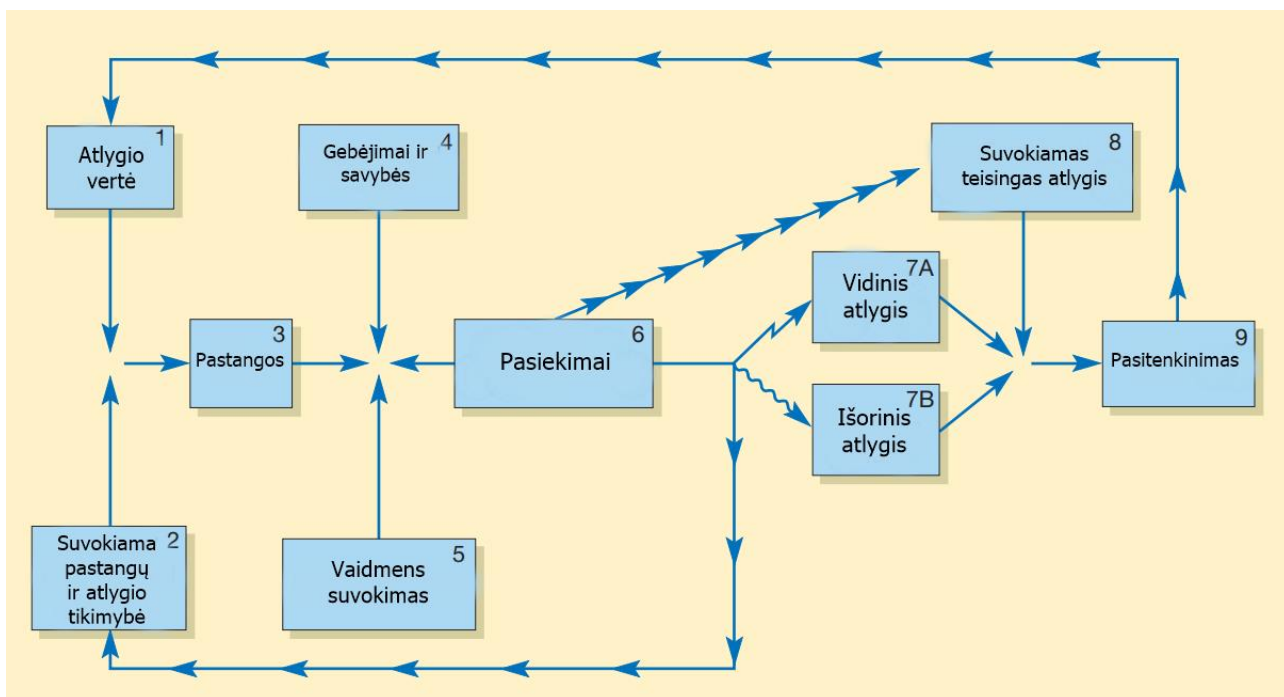 1
Atlygio
vertė
4
Gebėjimai ir
savybės
8
Suvokiamas
teisingas atlygis
7A
Vidinis
atlygis
3
Pastangos
6
Pasiekimai
9
Pasitenkinimas
7B
Išorinis
atlygis
2
Suvokiama
pastangų
ir atlygio
tikimybė
5
Vaidmens
suvokimas